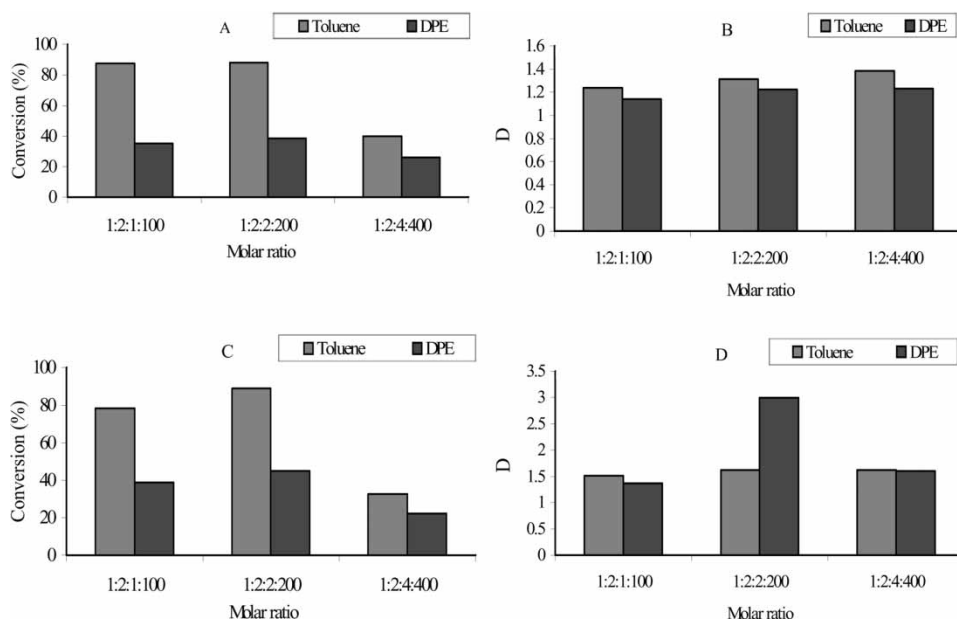 A
Toluene DPE
Conversion (%)
100
80
60
40
20
0
1:2:1:100 1:2:2:200 1:2:4:400
Molar ratio
B
Toluene DPE
D
1.6
1.4
1.2
1
0.8
0.6
0.4
0.2
0
1:2:1:100 1:2:2:200 1:2:4:400
Molar ratio
C
Toluene DPE
Conversion (%)
100
80
60
40
20
0
1:2:1:100 1:2:2:200 1:2:4:400
Molar ratio
D
Toluene DPE
D
3.5
3
2.5
2
1.5
1
0.5
0
1:2:1:100 1:2:2:200 1:2:4:400
Molar ratio